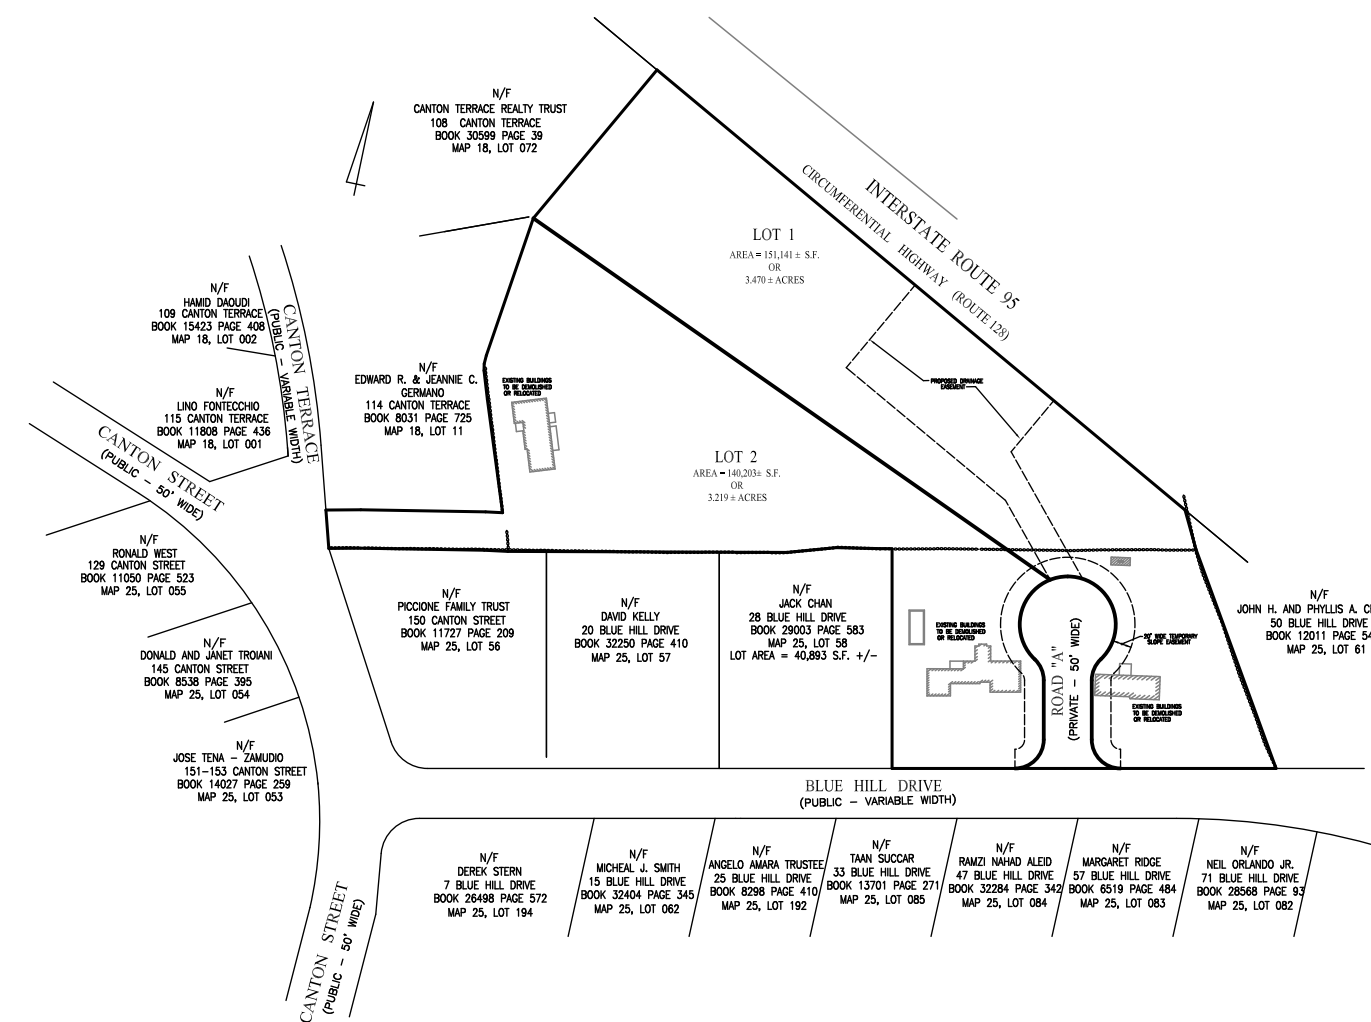 N/F
CANTON TERRACE REALTY TRUST
108 CANTON TERRACE
BOOK 30599 PAGE 39
MAP 18, LOT 072
INTERSTATE ROUTE 95
CIRCUMFERENTIAL HIGHWAY (ROUTE 128)
LOT 1
AREA = 151,141 ± S.F.
OR
3.470 ± ACRES
N/F
HAMID DAOUDI
109 CANTON TERRACE
BOOK 15423 PAGE 408
MAP 18, LOT 002
CANTON TERRACE
(PUBLIC - VARIABLE WIDTH)
N/F
EDWARD R. & JEANNIE C.
GERMANO
114 CANTON TERRACE
BOOK 8031 PAGE 725
MAP 18, LOT 11
EXISTING BUILDINGS
TO BE DEMOLISHED
OR RELOCATED
PROPOSED DRAINAGE
EASEMENT
N/F
LINO FONTECCHIO
115 CANTON TERRACE
BOOK 11808 PAGE 436
MAP 18, LOT 001
CANTON STREET
(PUBLIC - 50' WIDE)
LOT 2
AREA = 140,203± S.F.
OR
3.219 ± ACRES
N/F
RONALD WEST
129 CANTON STREET
BOOK 11050 PAGE 523
MAP 25, LOT 055
N/F
PICCIONE FAMILY TRUST
150 CANTON STREET
BOOK 11727 PAGE 209
MAP 25, LOT 56
N/F
DAVID KELLY
20 BLUE HILL DRIVE
BOOK 32250 PAGE 410
MAP 25, LOT 57
N/F
JACK CHAN
28 BLUE HILL DRIVE
BOOK 29003 PAGE 583
MAP 25, LOT 58
LOT AREA = 40,893 S.F. +/-
EXISTING BUILDINGS
TO BE DEMOLISHED
OR RELOCATED
ROAD "A"
(PRIVATE - 50' WIDE)
20' WIDE TEMPORARY
SLOPE EASEMENT
EXISTING BUILDINGS
TO BE DEMOLISHED
OR RELOCATED
N/F
JOHN H. AND PHYLLIS A. C
50 BLUE HILL DRIVE
BOOK 12011 PAGE 54
MAP 25, LOT 61
N/F
DONALD AND JANET TROIANI
145 CANTON STREET
BOOK 8538 PAGE 395
MAP 25, LOT 054
N/F
JOSE TENA - ZAMUDIO
151-153 CANTON STREET
BOOK 14027 PAGE 259
MAP 25, LOT 053
BLUE HILL DRIVE
(PUBLIC - VARIABLE WIDTH)
CANTON STREET
(PUBLIC - 50' WIDE)
N/F
DEREK STERN
7 BLUE HILL DRIVE
BOOK 26498 PAGE 572
MAP 25, LOT 194
N/F
MICHEAL J. SMITH
15 BLUE HILL DRIVE
BOOK 32404 PAGE 345
MAP 25, LOT 062
N/F
ANGELO AMARA TRUSTEE
25 BLUE HILL DRIVE
BOOK 8298 PAGE 410
MAP 25, LOT 192
N/F
TAAN SUCCAR
33 BLUE HILL DRIVE
BOOK 13701 PAGE 271
MAP 25, LOT 085
N/F
RAMZI NAHAD ALEID
47 BLUE HILL DRIVE
BOOK 32284 PAGE 342
MAP 25, LOT 084
N/F
MARGARET RIDGE
57 BLUE HILL DRIVE
BOOK 6519 PAGE 484
MAP 25, LOT 083
N/F
NEIL ORLANDO JR.
71 BLUE HILL DRIVE
BOOK 28568 PAGE 93
MAP 25, LOT 082